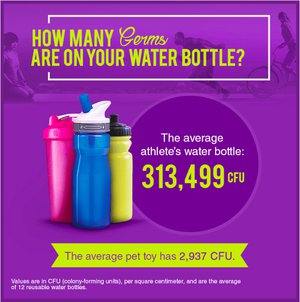 HOW MANY Germs
ARE ON YOUR WATER BOTTLE?
The average
athlete's water bottle:
313,499 CFU
The average pet toy has 2,937 CFU.
Values are in CFU (colony-forming units), per square centimeter, and are the average
of 12 reusable water bottles.